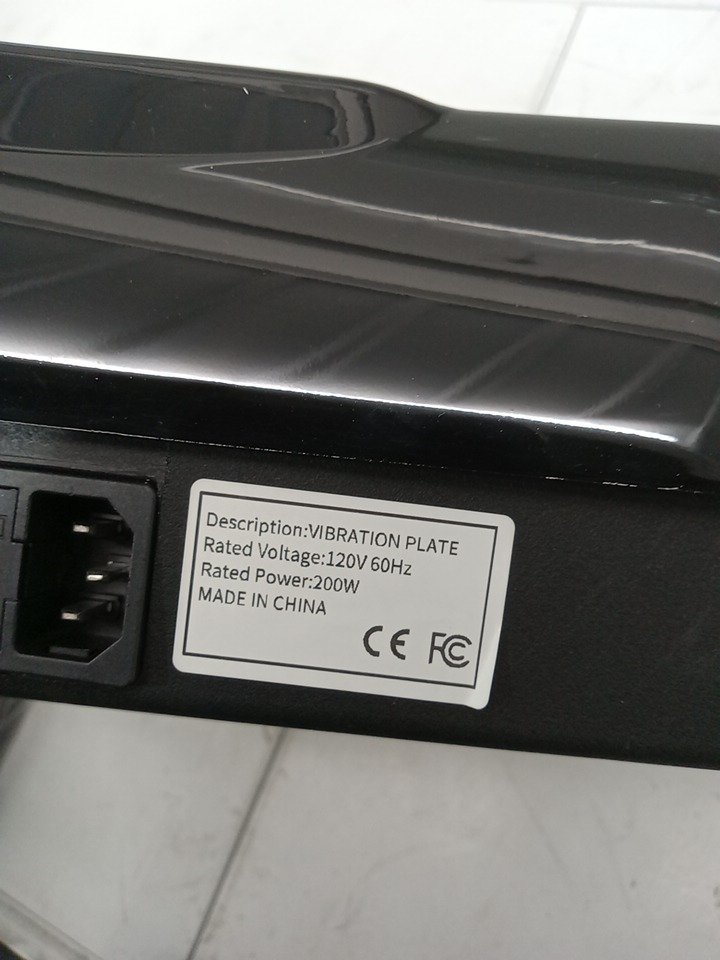 Description:VIBRATION PLATE
Rated Voltage:120V 60Hz
Rated Power:200W
MADE IN CHINA
CE FC